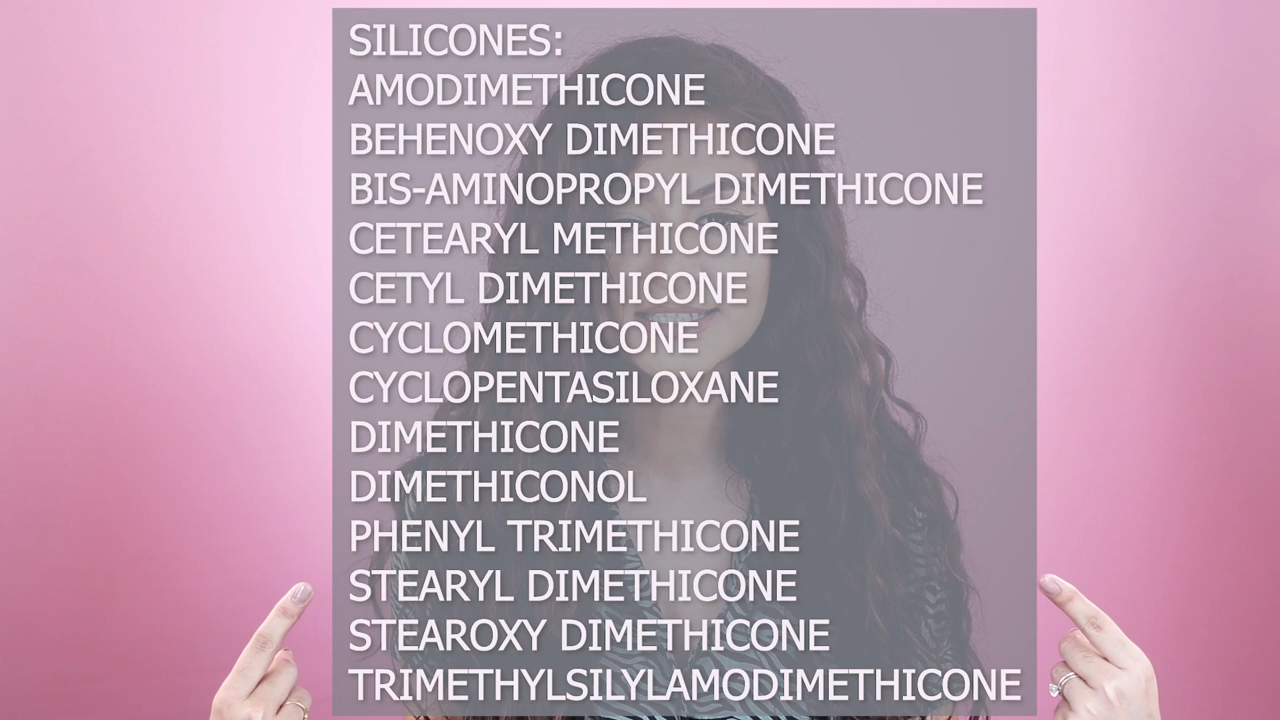 SILICONES:
AMODIMETHICONE
BEHENOXY DIMETHICONE
BIS-AMINOPROPYL DIMETHICONE
CETEARYL METHICONE
CETYL DIMETHICONE
CYCLOMETHICONE
CYCLOPENTASILOXANE
DIMETHICONE
DIMETHICONOL
PHENYL TRIMETHICONE
STEARYL DIMETHICONE
STEAROXY DIMETHICONE
TRIMETHYLSILYLAMODIMETHICONE